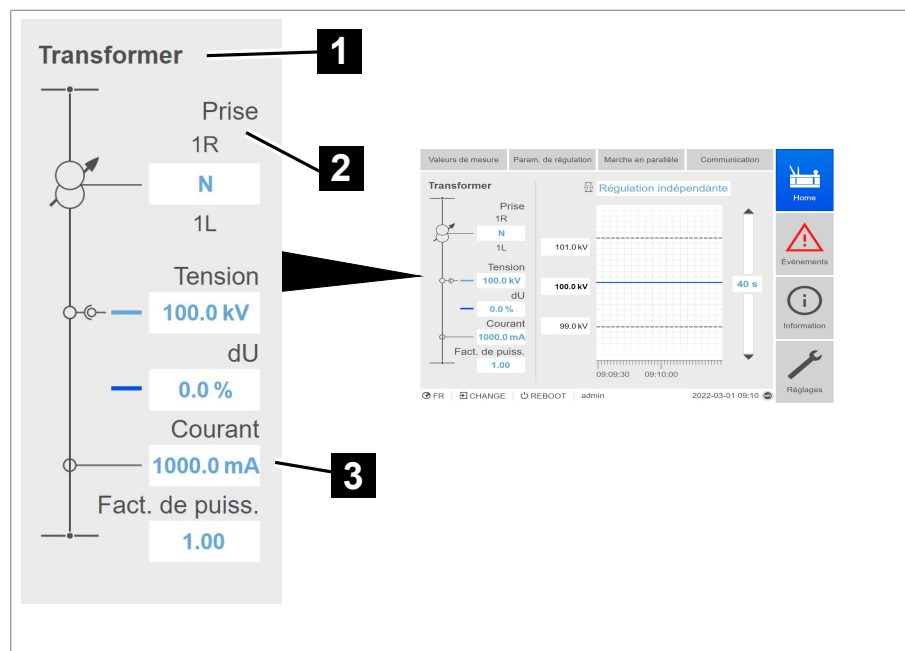 Transformer
1
Prise
1R
2
N
1L
Tension
100.0 kV
dU
0.0 %
Courant
1000.0 mA
3
Fact. de puiss.
1.00
Valeurs de mesure
Param. de régulation
Marche en parallèle
Communication
Transformer
Régulation indépendante
Prise
1R
N
1L
Tension
100.0 kV
dU
0.0 %
Courant
1000.0 mA
Fact. de puiss.
1.00
101.0 kV
100.0 kV
99.0 kV
40 s
09:09:30 09:10:00
Home
Événements
Information
Réglages
FR CHANGE REBOOT admin 2022-03-01 09:10